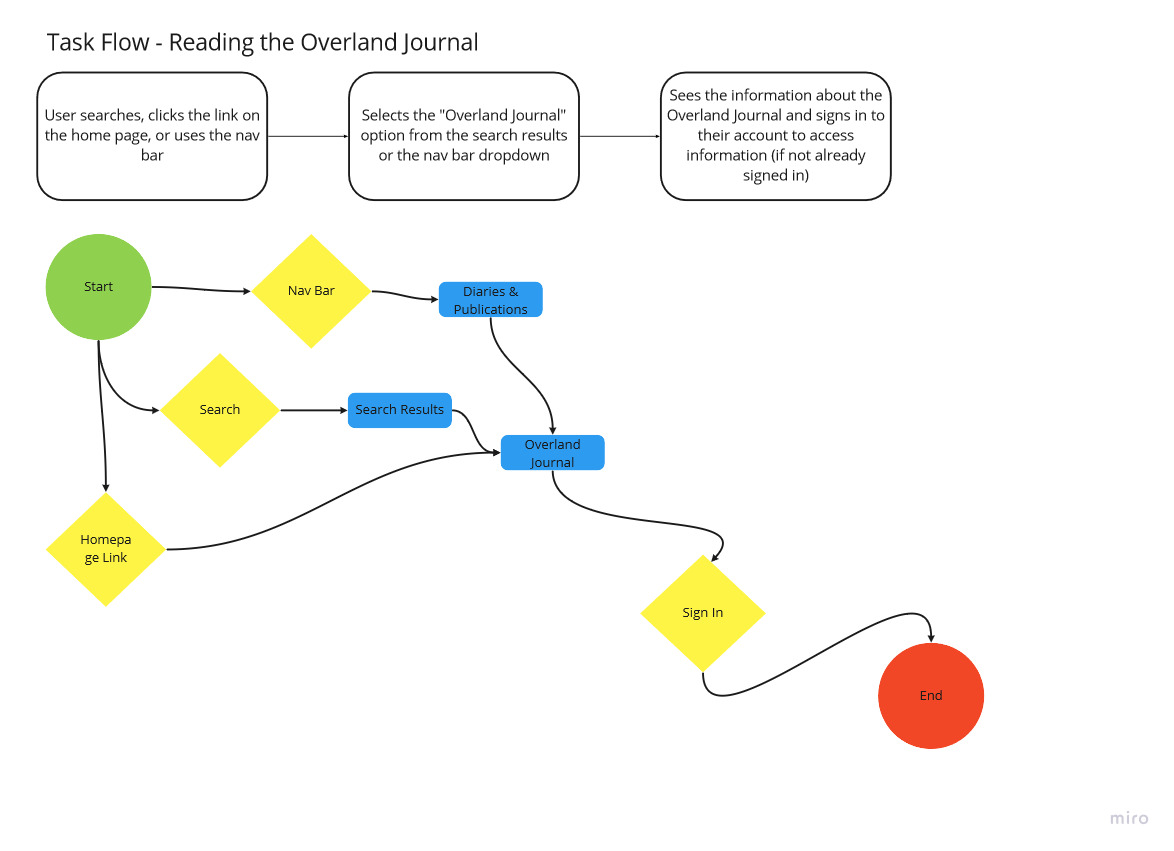 Task Flow - Reading the Overland Journal
User searches, clicks the link on
the home page, or uses the nav
bar
Selects the "Overland Journal"
option from the search results
or the nav bar dropdown
Sees the information about the
Overland Journal and signs in to
their account to access
information (if not already
signed in)
Start
Nav Bar
Diaries &
Publications
Search
Search Results
Overland
Journal
Homepa
ge Link
Sign In
End
miro